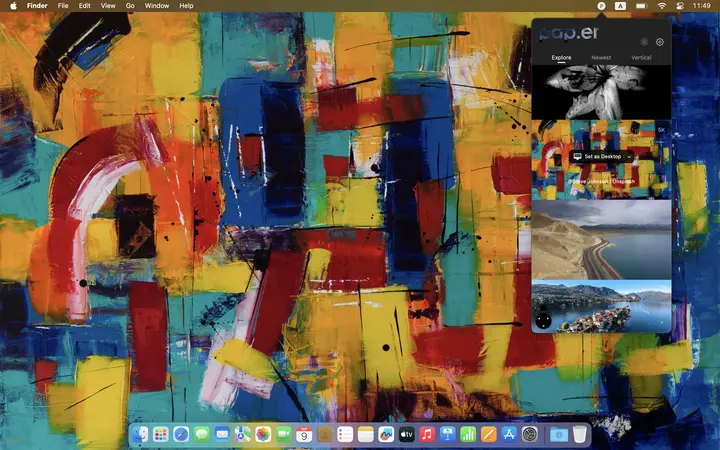 Finder File Edit View Go Window Help P A 11:49
pap.er
Explore Newest Vertical
5K
Set as Desktop
@Steve Johnson / Unsplash
9
tv